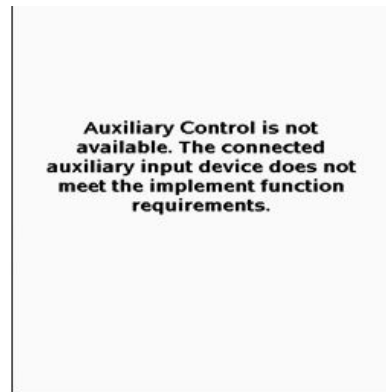 Auxiliary Control is not
available. The connected
auxiliary input device does not
meet the implement function
requirements.